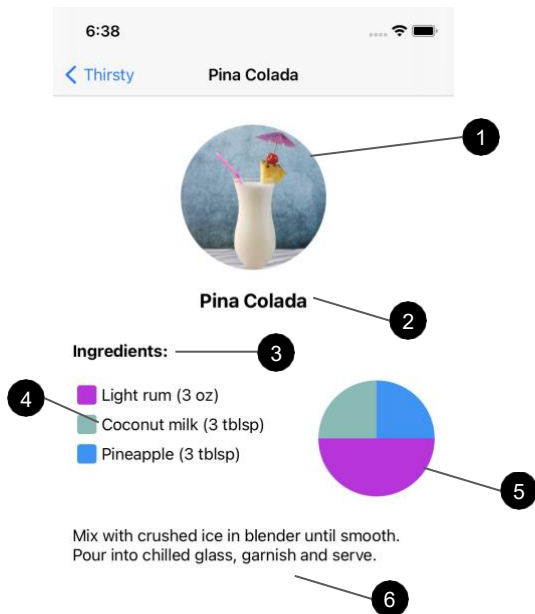 6:38
Thirsty
Pina Colada
1
Pina Colada
2
Ingredients:
3
4
Light rum (3 oz)
Coconut milk (3 tblsp)
Pineapple (3 tblsp)
5
Mix with crushed ice in blender until smooth.
Pour into chilled glass, garnish and serve.
6